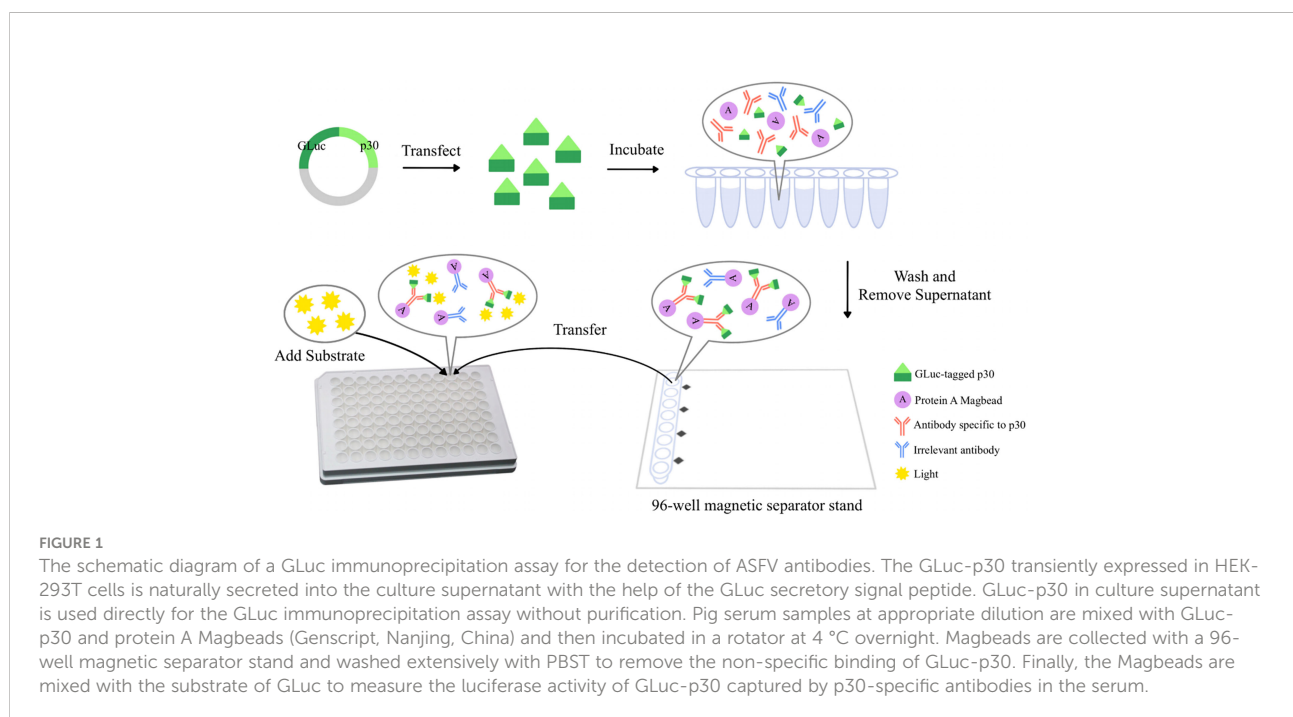 GLuc p30
Transfect
Incubate
A
A
A
Wash and
Remove Supernatant
A
A
A
A
A
Transfer
A
A
A
A
Add Substrate
96-well magnetic separator stand
GLuc-tagged p30
A Protein A Magbead
Antibody specific to p30
Irrelevant antibody
Light
FIGURE 1
The schematic diagram of a GLuc immunoprecipitation assay for the detection of ASFV antibodies. The GLuc-p30 transiently expressed in HEK-
293T cells is naturally secreted into the culture supernatant with the help of the GLuc secretory signal peptide. GLuc-p30 in culture supernatant
is used directly for the GLuc immunoprecipitation assay without purification. Pig serum samples at appropriate dilution are mixed with GLuc-
p30 and protein A Magbeads (Genscript, Nanjing, China) and then incubated in a rotator at 4 °C overnight. Magbeads are collected with a 96-
well magnetic separator stand and washed extensively with PBST to remove the non-specific binding of GLuc-p30. Finally, the Magbeads are
mixed with the substrate of GLuc to measure the luciferase activity of GLuc-p30 captured by p30-specific antibodies in the serum.